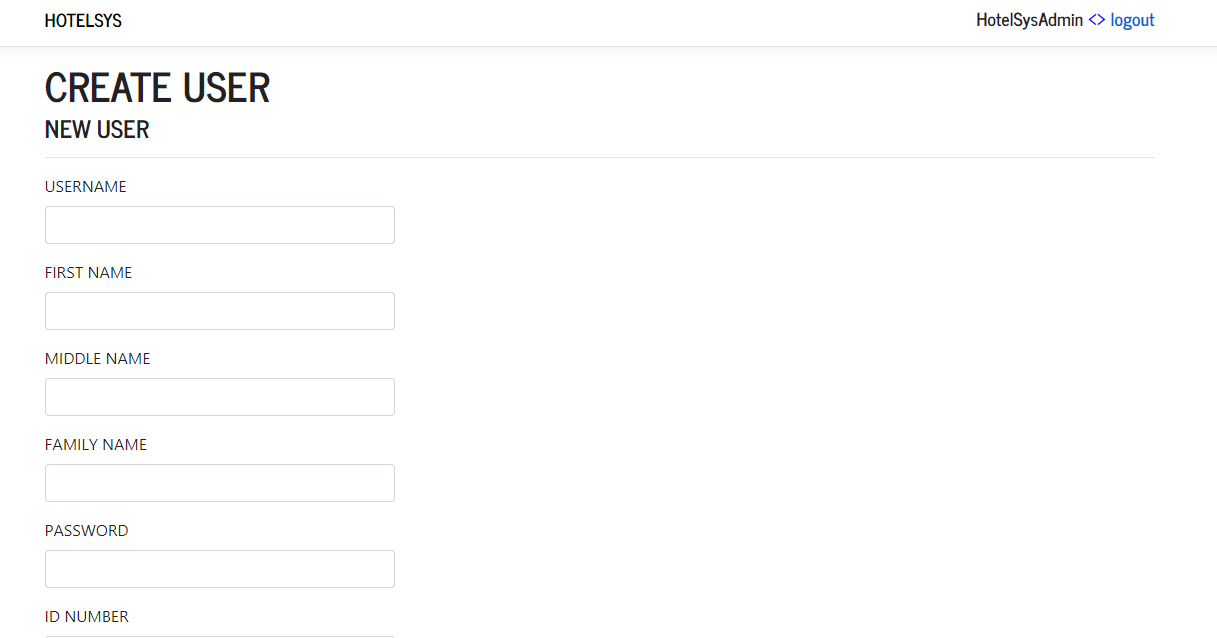 HOTELSYS
HotelSysAdmin <> logout
CREATE USER
NEW USER
USERNAME
FIRST NAME
MIDDLE NAME
FAMILY NAME
PASSWORD
ID NUMBER